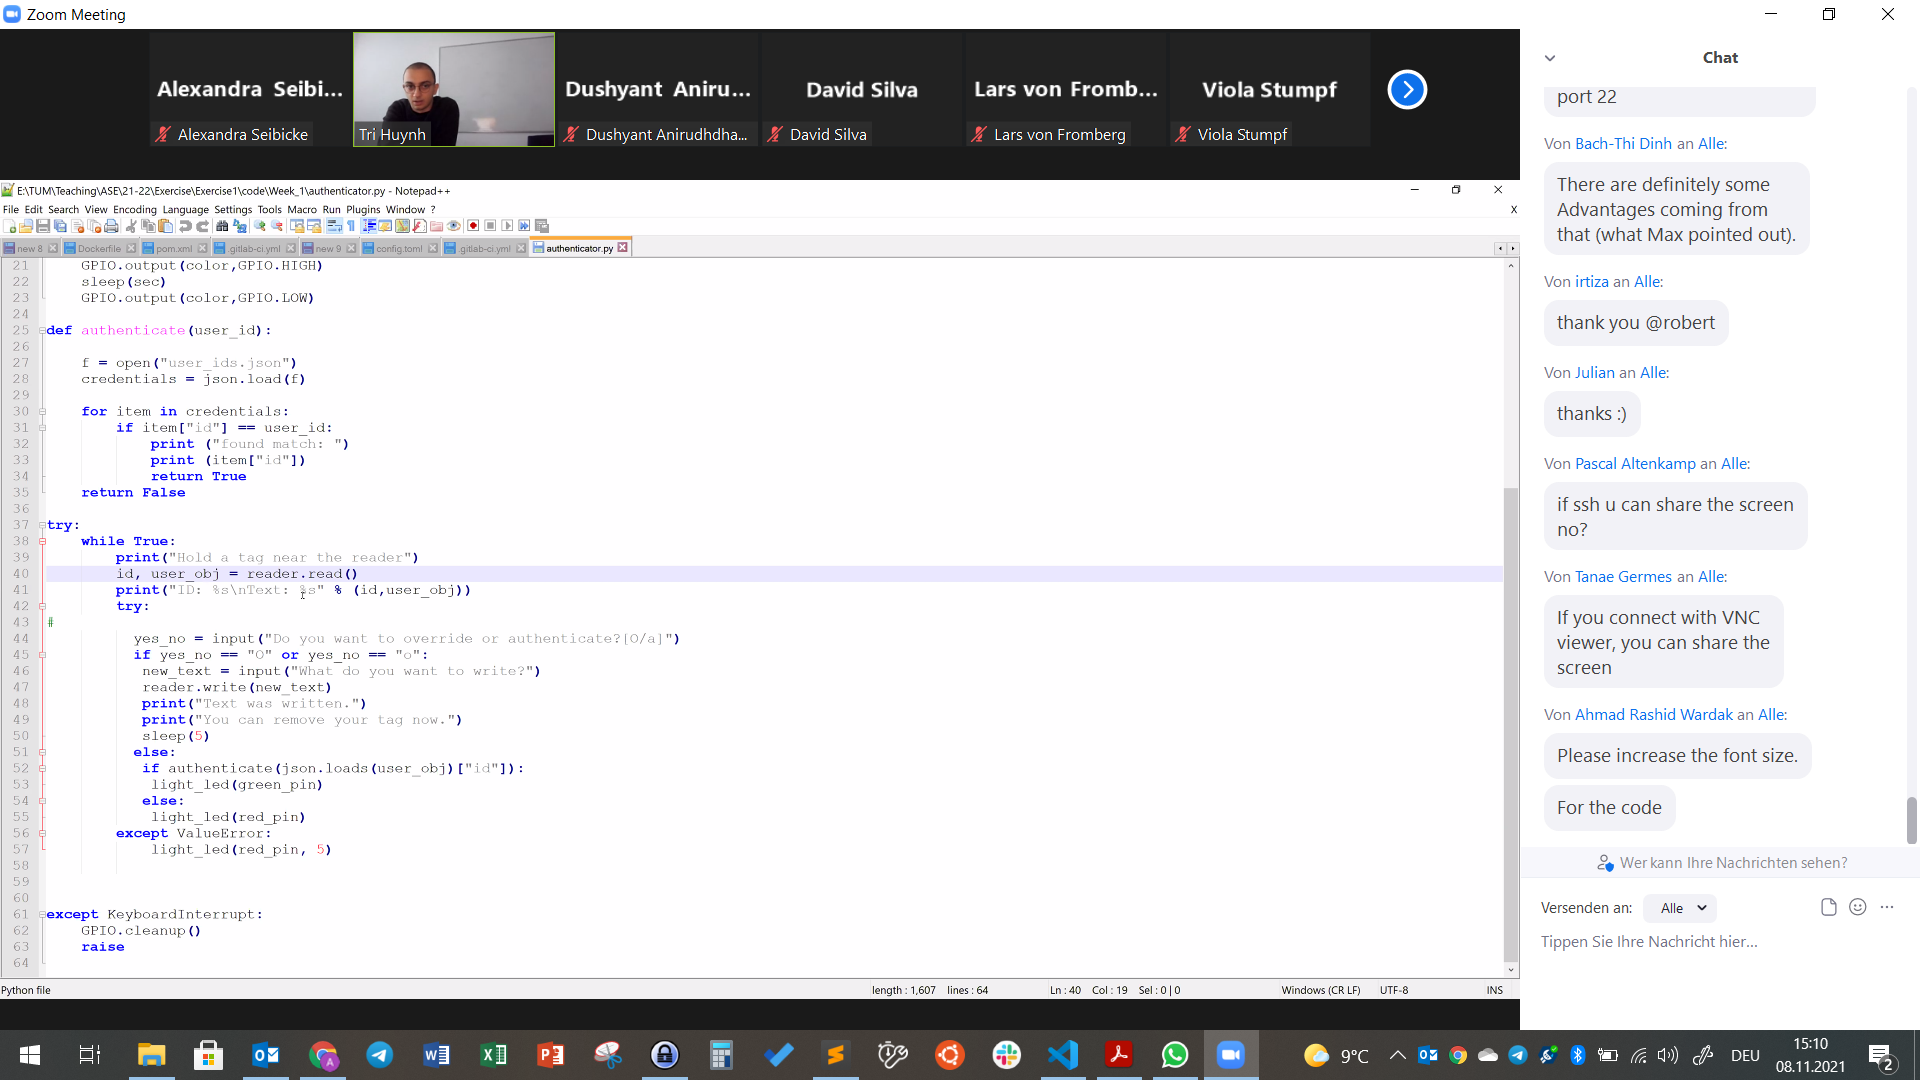 Zoom Meeting
Alexandra Seibi...
Dushyant Aniru...
David Silva
Lars von Fromb...
Viola Stumpf
Alexandra Seibicke
Tri Huynh
Dushyant Anirudhdha...
David Silva
Lars von Fromberg
Viola Stumpf
E:\TUM\Teaching\ASE\21-22\Exercise\Exercise1\code\Week_1\authenticator.py - Notepad++
File Edit Search View Encoding Language Settings Tools Macro Run Plugins Window ?
X
new 8
Dockerfile
pom.xml
.gitlab-ci.yml
new 9
config.toml
.gitlab-ci.yml
authenticator.py
21 GPIO.output(color,GPIO.HIGH)
22 sleep(sec)
23 GPIO.output(color,GPIO.LOW)
24
25 def authenticate(user_id):
26
27 f = open("user_ids.json")
28 credentials = json.load(f)
29
30 for item in credentials:
31 if item["id"] == user_id:
32 print ("found match: ")
33 print (item["id"])
34 return True
35 return False
36
37 try:
38 while True:
39 print("Hold a tag near the reader")
40 id, user_obj = reader.read()
41 print("ID: %s\nText: %s" % (id,user_obj))
42 try:
43 #
44 yes_no = input("Do you want to override or authenticate?[O/a]")
45 if yes_no == "O" or yes_no == "o":
46 new_text = input("What do you want to write?")
47 reader.write(new_text)
48 print("Text was written.")
49 print("You can remove your tag now.")
50 sleep(5)
51 else:
52 if authenticate(json.loads(user_obj)["id"]):
53 light_led(green_pin)
54 else:
55 light_led(red_pin)
56 except ValueError:
57 light_led(red_pin, 5)
58
59
60
61 except KeyboardInterrupt:
62 GPIO.cleanup()
63 raise
64
Python file
length : 1,607 lines : 64
Ln : 40 Col : 19 Sel : 0 | 0
Windows (CR LF)
UTF-8
INS
Chat
port 22
Von Bach-Thi Dinh an Alle:
There are definitely some
Advantages coming from
that (what Max pointed out).
Von irtiza an Alle:
thank you @robert
Von Julian an Alle:
thanks :)
Von Pascal Altenkamp an Alle:
if ssh u can share the screen
no?
Von Tanae Germes an Alle:
If you connect with VNC
viewer, you can share the
screen
Von Ahmad Rashid Wardak an Alle:
Please increase the font size.
For the code
Wer kann Ihre Nachrichten sehen?
Versenden an: Alle
Tippen Sie Ihre Nachricht hier...
9°C
DEU
15:10
08.11.2021
2